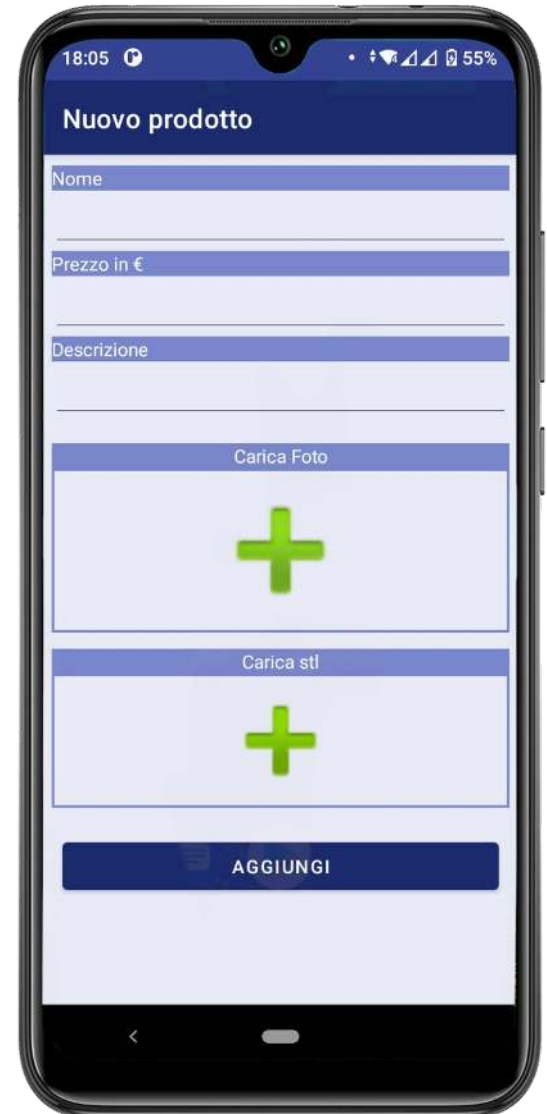 18:05 55%
Nuovo prodotto
Nome
Prezzo in €
Descrizione
Carica Foto
Carica stl
AGGIUNGI